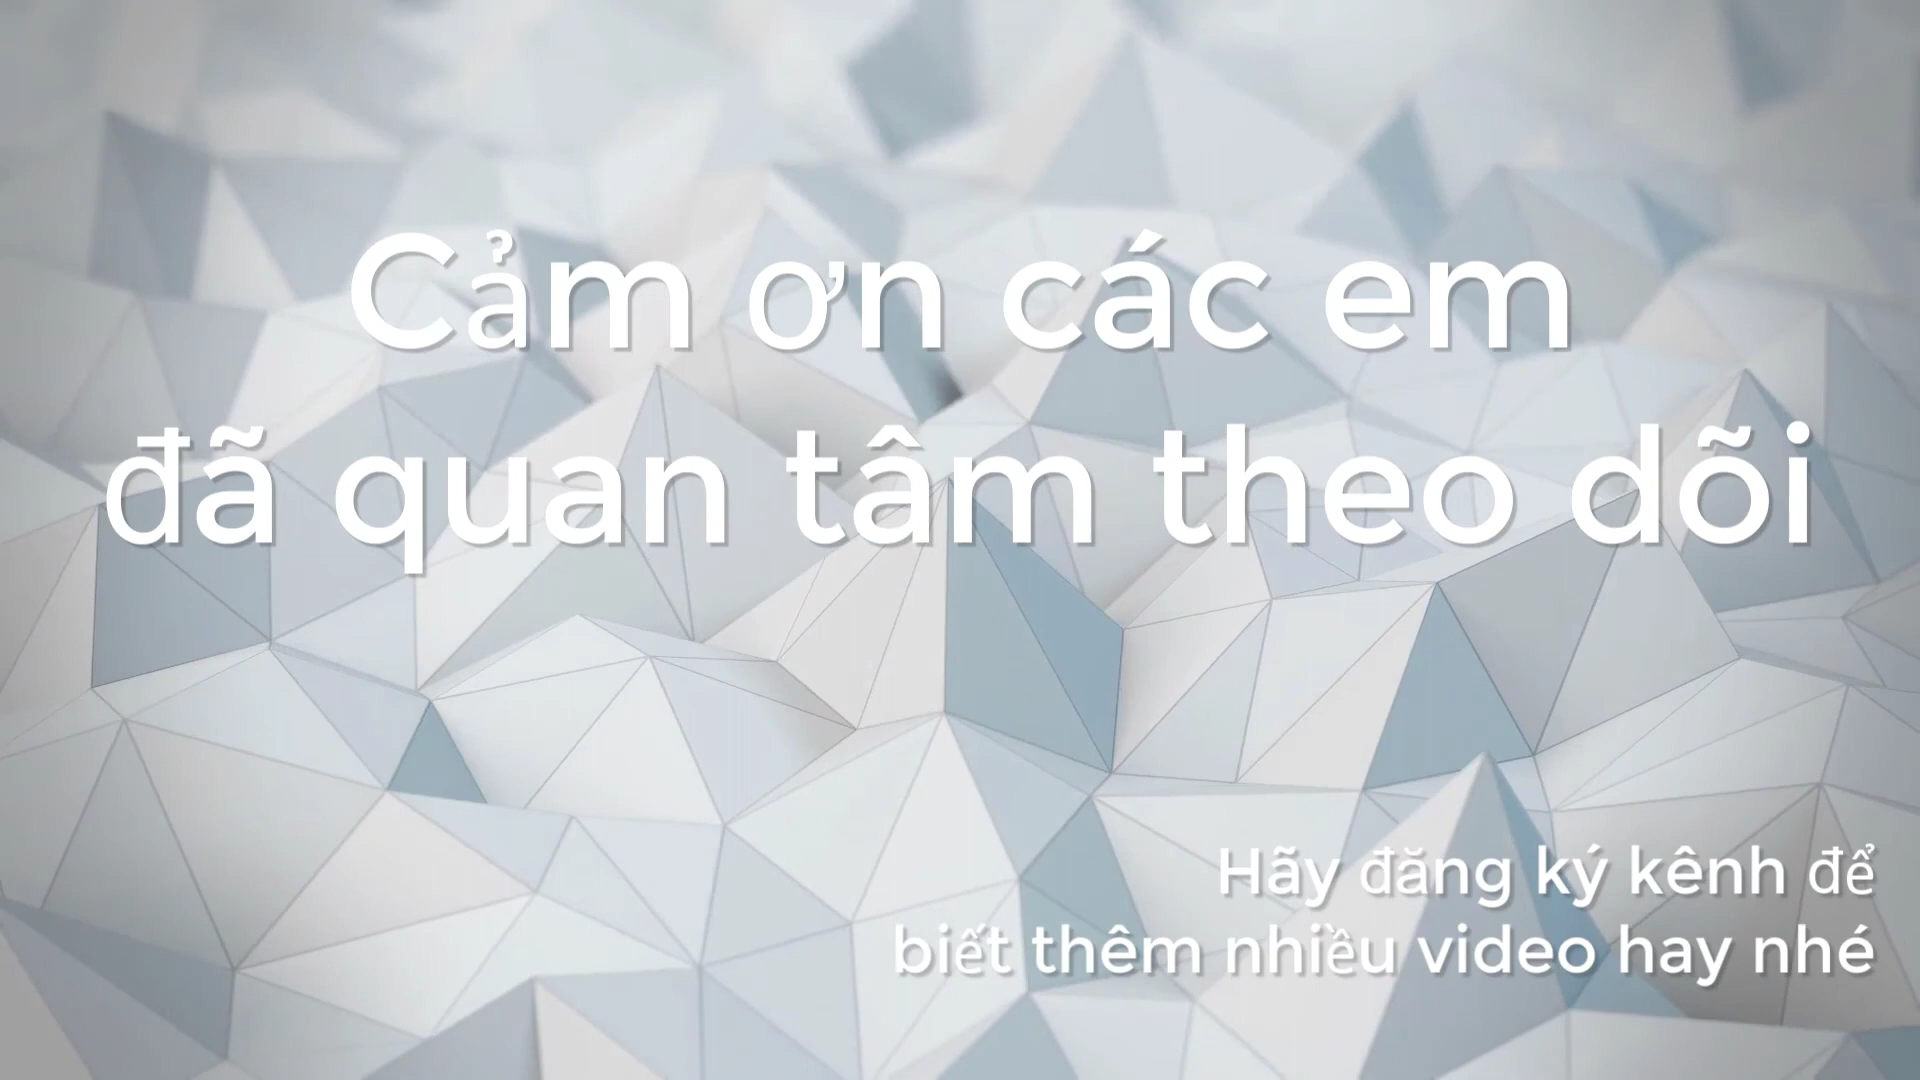 Cảm ơn các em
đã quan tâm theo dõi
Hãy đăng ký kênh để
biết thêm nhiều video hay nhé